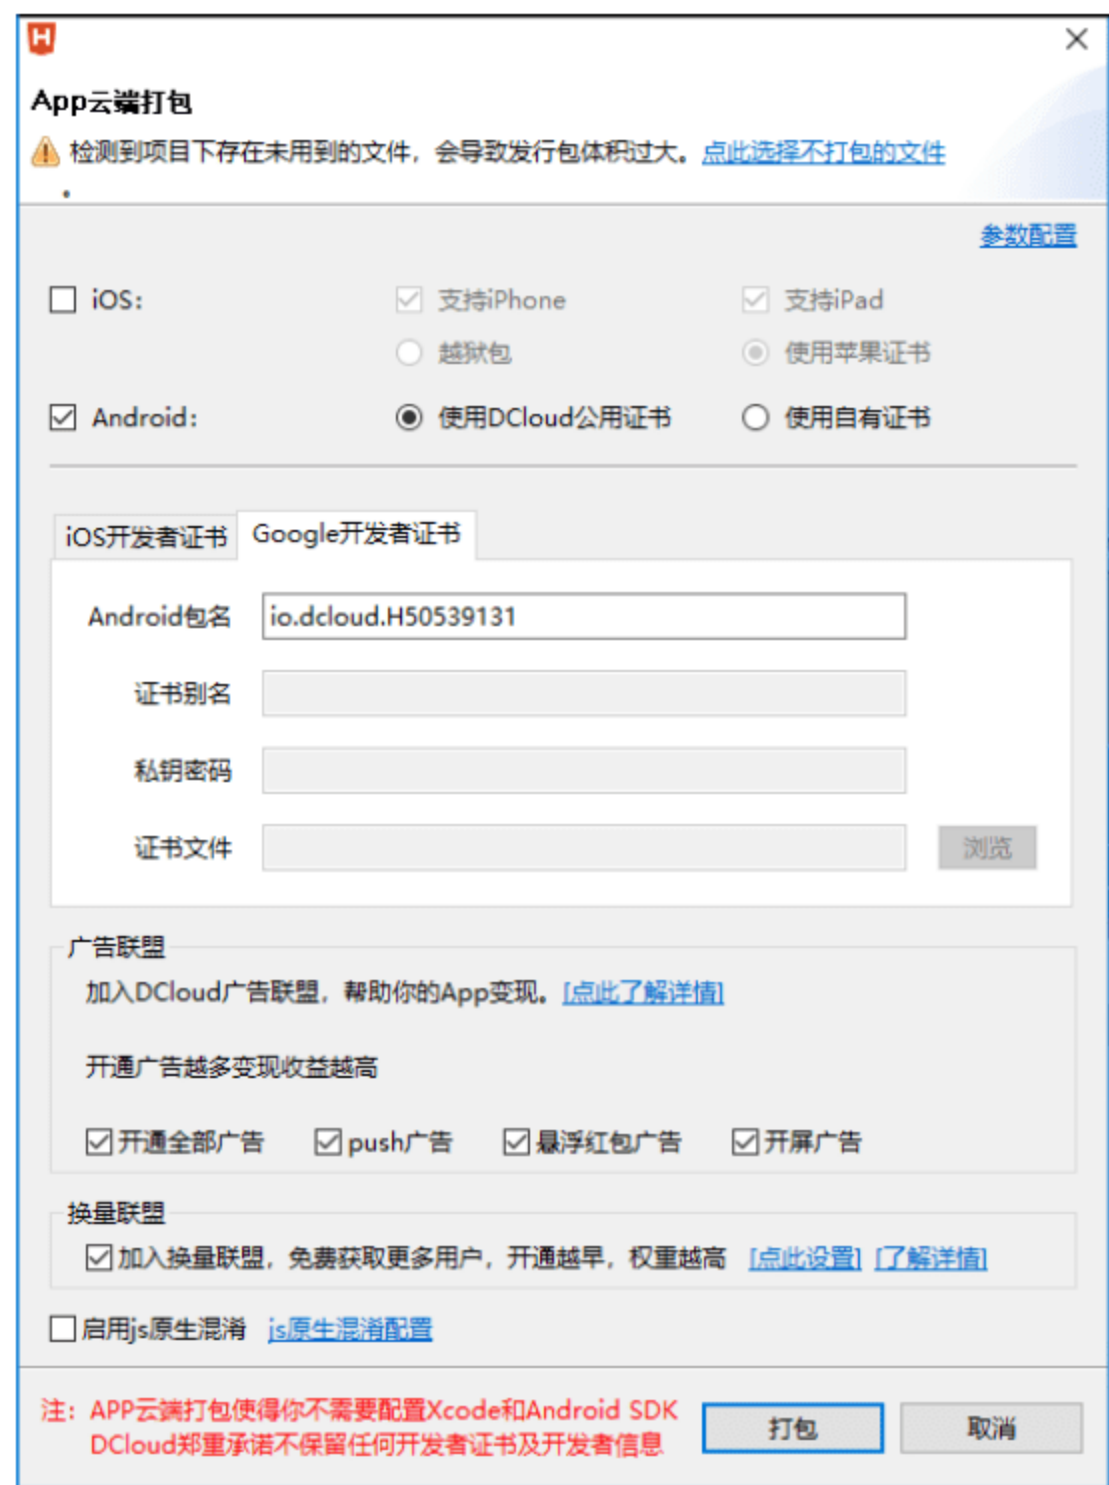 H
App云端打包
检测到项目下存在未用到的文件，会导致发行包体积过大。点此选择不打包的文件
。
参数配置
iOS： 支持iPhone 支持iPad
越狱包 使用苹果证书
Android： 使用DCloud公用证书 使用自有证书
iOS开发者证书 Google开发者证书
Android包名 io.dcloud.H50539131
证书别名
私钥密码
证书文件 浏览
广告联盟
加入DCloud广告联盟，帮助你的App变现。[点此了解详情]
开通广告越多变现收益越高
开通全部广告 push广告 悬浮红包广告 开屏广告
换量联盟
加入换量联盟，免费获取更多用户，开通越早，权重越高 [点此设置] [了解详情]
启用js原生混淆 js原生混淆配置
注：APP云端打包使得你不需要配置Xcode和Android SDK
DCloud郑重承诺不保留任何开发者证书及开发者信息
打包 取消